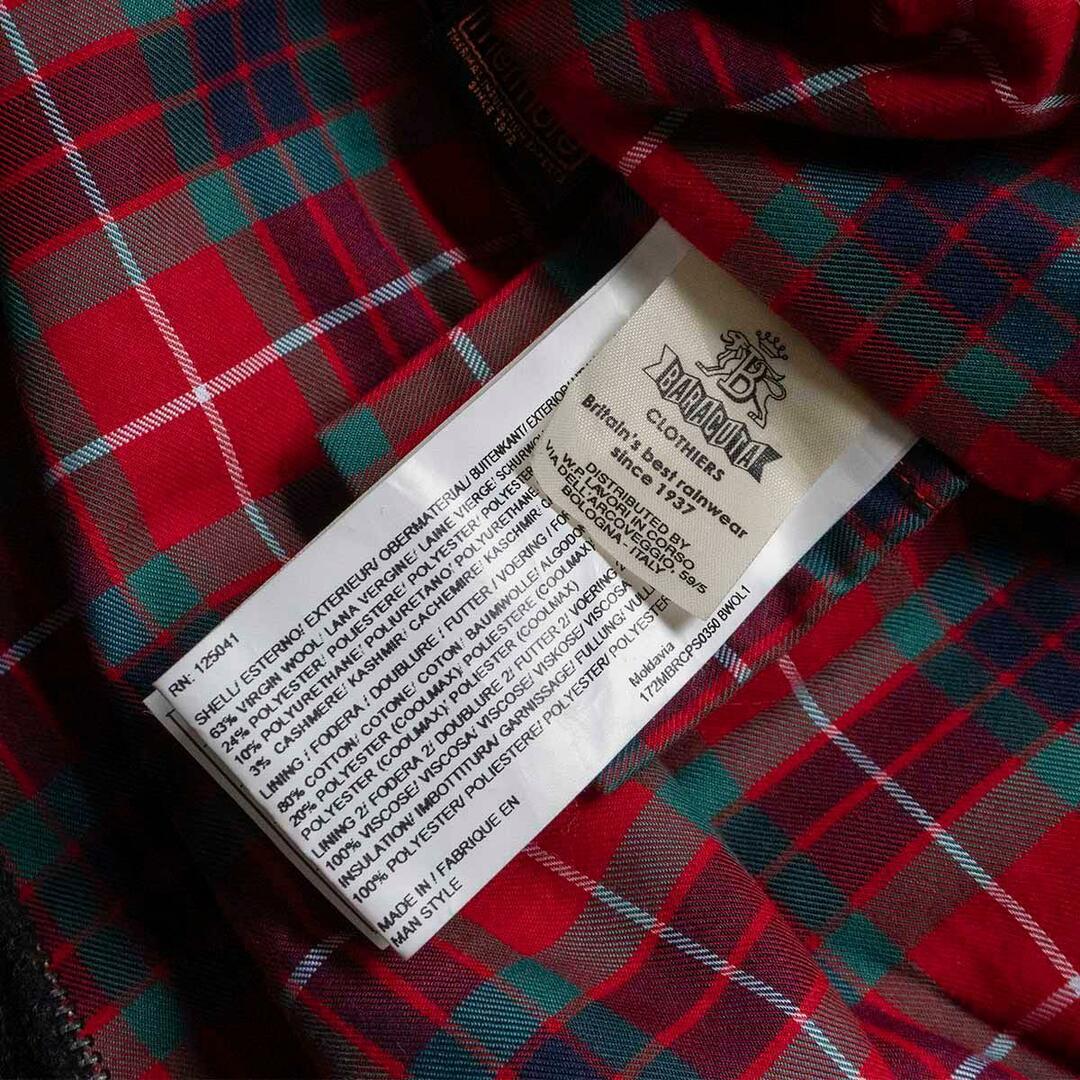 THERMAL INSULATION
SINCE 1978
B
BARACUTA
CLOTHIERS
Britain's best rainwear
since 1937
DISTRIBUTED BY
W.P. LAVORI IN CORSO
VIA DELL'ARCOVEGGIO, 59/5
BOLOGNA - ITALY
RN: 125041
SHELL/ ESTERNO/ EXTERIEUR/ OBERMATERIAL/ BUITENKANT/ EXTERIOR
63% VIRGIN WOOL/ LANA VERGINE/ LAINE VIERGE/
24% POLYESTER/ POLIESTERE/ POLYESTER/
10% POLYURETHANE/ POLIURETANO/ POLYURETHANE/
3% CASHMERE/ KASHMIR/ CACHEMIRE/ KASCHMIR/
LINING / FODERA / DOUBLURE / FUTTER / VOERING
80% COTTON/ COTONE/ COTON/ BAUMWOLLE/
20% POLYESTER (COOLMAX)/ POLIESTERE (COOLMAX)
POLYESTER (COOLMAX)/ POLYESTER (COOLMAX)
LINING 2/ FODERA 2/ DOUBLURE 2/ FUTTER 2/ VOERING
100% VISCOSE/ VISCOSA/ VISCOSE/ VISKOSE/ VISCOSE/ VISCOSA
INSULATION/ IMBOTTITURA/ GARNISSAGE/ FULLUNG/
100% POLYESTER/ POLIESTERE/ POLYESTER/ POLYESTER/
MADE IN / FABRIQUE EN Moldavia
MAN STYLE 172MBRCPS0350 BWOL1